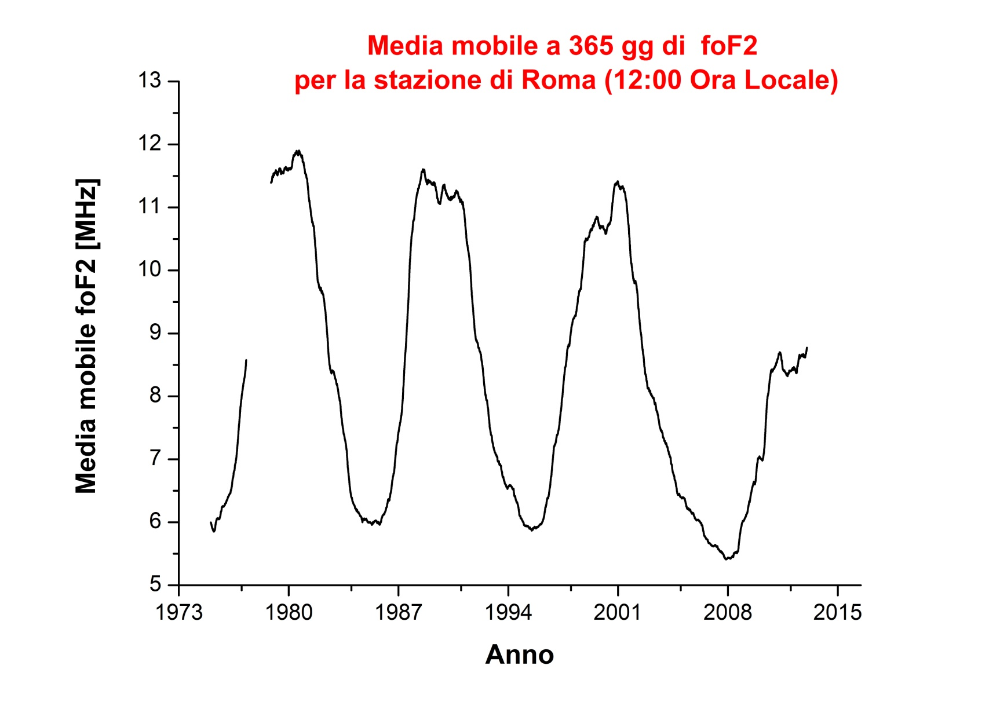 Media mobile a 365 gg di  foF2
per la stazione di Roma (12:00 Ora Locale)
Media mobile foF2 [MHz]
13
12
11
10
9
8
7
6
5
1973 1980 1987 1994 2001 2008 2015
Anno